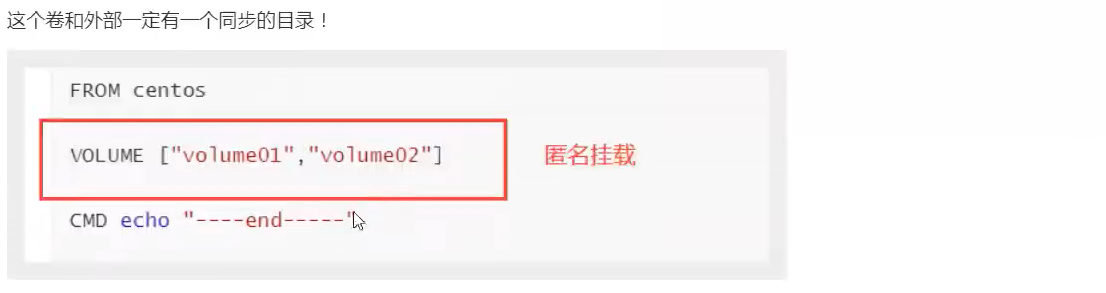 这个卷和外部一定有一个同步的目录！
FROM centos
VOLUME ["volume01","volume02"] 匿名挂载
CMD echo "----end-----"